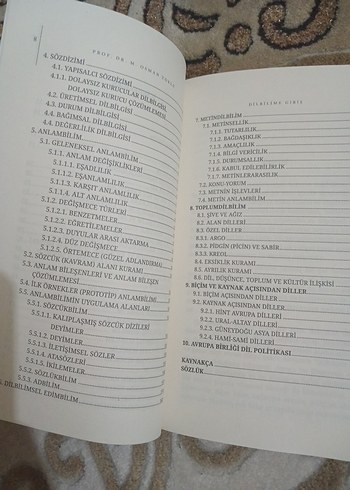 8
PROF. DR. M.
4. SÖZDİZİMİ
4.1. YAPISALCI SÖZDİZİMİ
4.1.1. DOLAYSIZ KURUCULAR DİLBİLGİSİ,
DOLAYSIZ KURUCU ÇÖZÜMLEMESİ
4.2. ÜRETİMSEL DİLBİLGİSİ
4.3. DURUM DİLBİLGİSİ
4.4. BAĞIMSAL DİLBİLGİSİ
4.4. DEĞERLİLİK DİLBİLGİSİ
5. ANLAMBİLİM
5.1. GELENEKSEL ANLAMBİLİM
5.1.1. ANLAM DEĞİŞİKLİKLERİ
5.1.1.1. EŞADLILIK
5.1.1.2. EŞANLAMLILIK
5.1.1.3. KARŞIT ANLAMLILIK
5.1.1.4. ALT ANLAMLILIK
5.1.2. DEĞİŞMECE TÜRLERİ
5.1.2.1. BENZETMELER
5.1.2.2. EĞRETİLEMELER
5.1.2.3. DUYULAR ARASI AKTARMA
5.1.2.4. DÜZ DEĞİŞMECE
5.1.2.5. ÖRTMECE (GÜZEL ADLANDIRMA)
5.2. SÖZCÜK (KAVRAM) ALANI KURAMI
5.3. ANLAM BİLEŞENLERİ VE ANLAM BİLEŞEN
ÇÖZÜMLEMESİ
5.4. İLK ÖRNEKLER (PROTOTİP) ANLAMBİLİMİ
5.5. ANLAMBİLİMİN UYGULAMA ALANLARI
5.5.1. SÖZCÜKBİLİM
5.5.1.1. KALIPLAŞMIŞ SÖZCÜK DİZİLERİ
DEYİMLER
5.5.1.2. DEYİMLER
5.5.1.3. İLETİŞİMSEL SÖZLER
5.5.1.4. ATASÖZLERİ
5.5.1.5. İKİLEMELER
5.5.2. SÖZLÜKBİLİM
5.5.3. ADBİLİM
DİLBİLİMSEL EDİMBİLİM
DİLBİLİME GİRİŞ
7. METİNDİLBİLİM
7.1. METİNSELLİK
7.1.1. TUTARLILIK
7.1.2. BAĞDAŞIKLIK
7.1.3. AMAÇLILIK
7.1.4. BİLGİ VERİCİLİK
7.1.5. DURUMSALLIK
7.1.6. KABUL EDİLEBİLİRLİK
7.1.7. METİNLERARASILIK
7.2. KONU-YORUM
7.3. METNİN İŞLEVLERİ
7.4. METİN ANLAMBİLİMİ
8. TOPLUMDİLBİLİM
8.1. ŞİVE VE AĞIZ
8.2. ALAN DİLLERİ
8.3. ÖZEL DİLLER
8.3.1. ARGO
8.3.2. PİDGİN (PİCİN) VE SABİR
8.3.3. KREOL
8.4. EKSİKLİK KURAMI
8.5. AYRILIK KURAMI
8.6. DİL, DÜŞÜNCE, TOPLUM VE KÜLTÜR İLİŞKİSİ
9. BİÇİM VE KAYNAK AÇISINDAN DİLLER
9.1. BİÇİM AÇISINDAN DİLLER
9.2. KAYNAK AÇISINDAN DİLLER
9.2.1. HİNT AVRUPA DİLLERİ
9.2.2. URAL-ALTAY DİLLERİ
9.2.3. GÜNEYDOĞU ASYA DİLLERİ
9.2.4. HAMİ-SAMİ DİLLERİ
10. AVRUPA BİRLİĞİ DİL POLİTİKASI
KAYNAKÇA
SÖZLÜK